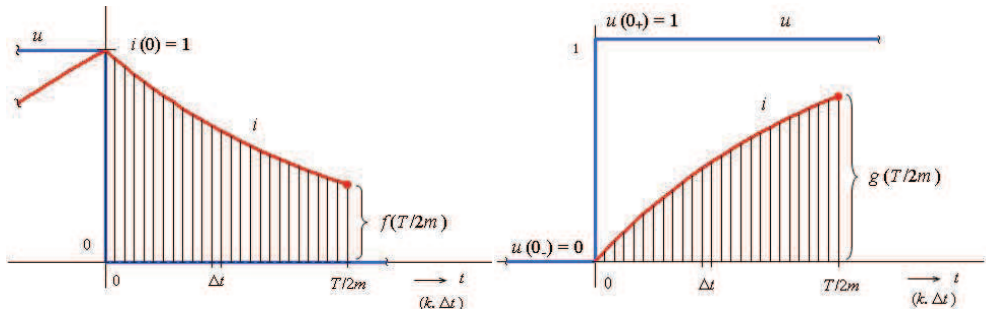 u
i (0) = 1
i
f(T/2m)
0
0
Δt
T/2m
t
(k. Δt)
u (0+) = 1
u
1
i
g (T/2m)
u (0-) = 0
0
Δt
T/2m
t
(k. Δt)